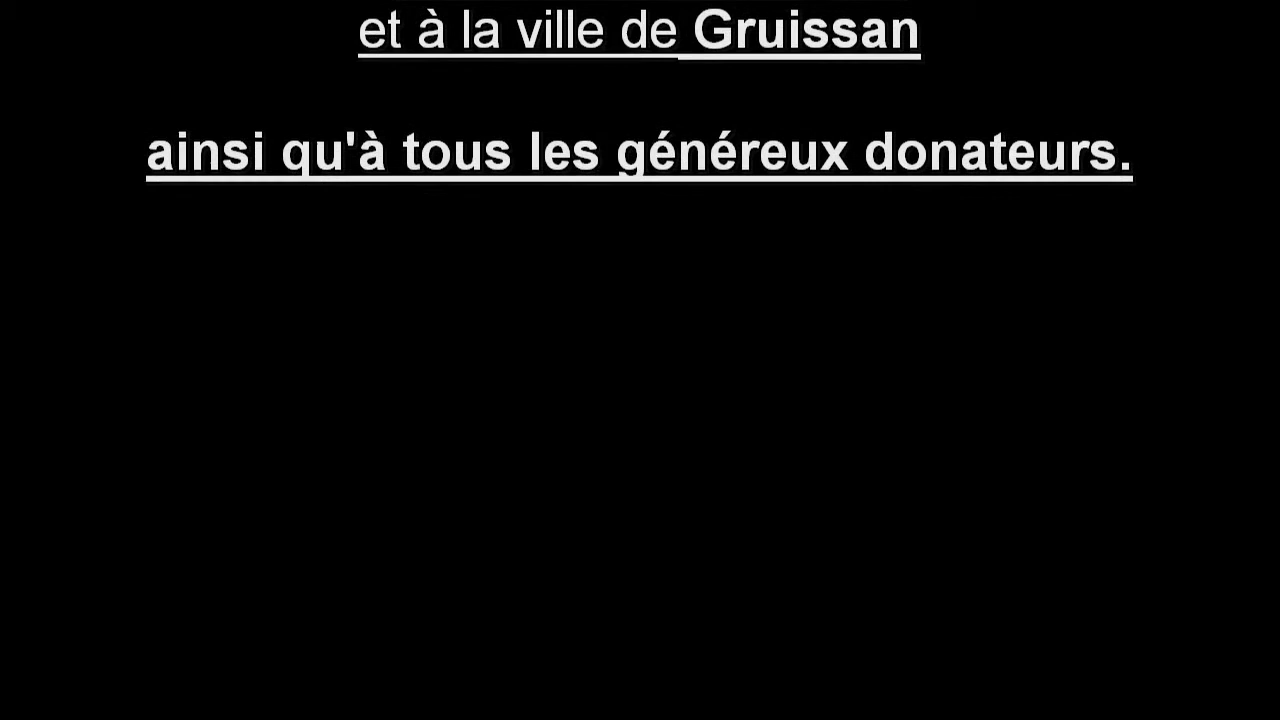 et à la ville de Gruissan
ainsi qu'à tous les généreux donateurs.